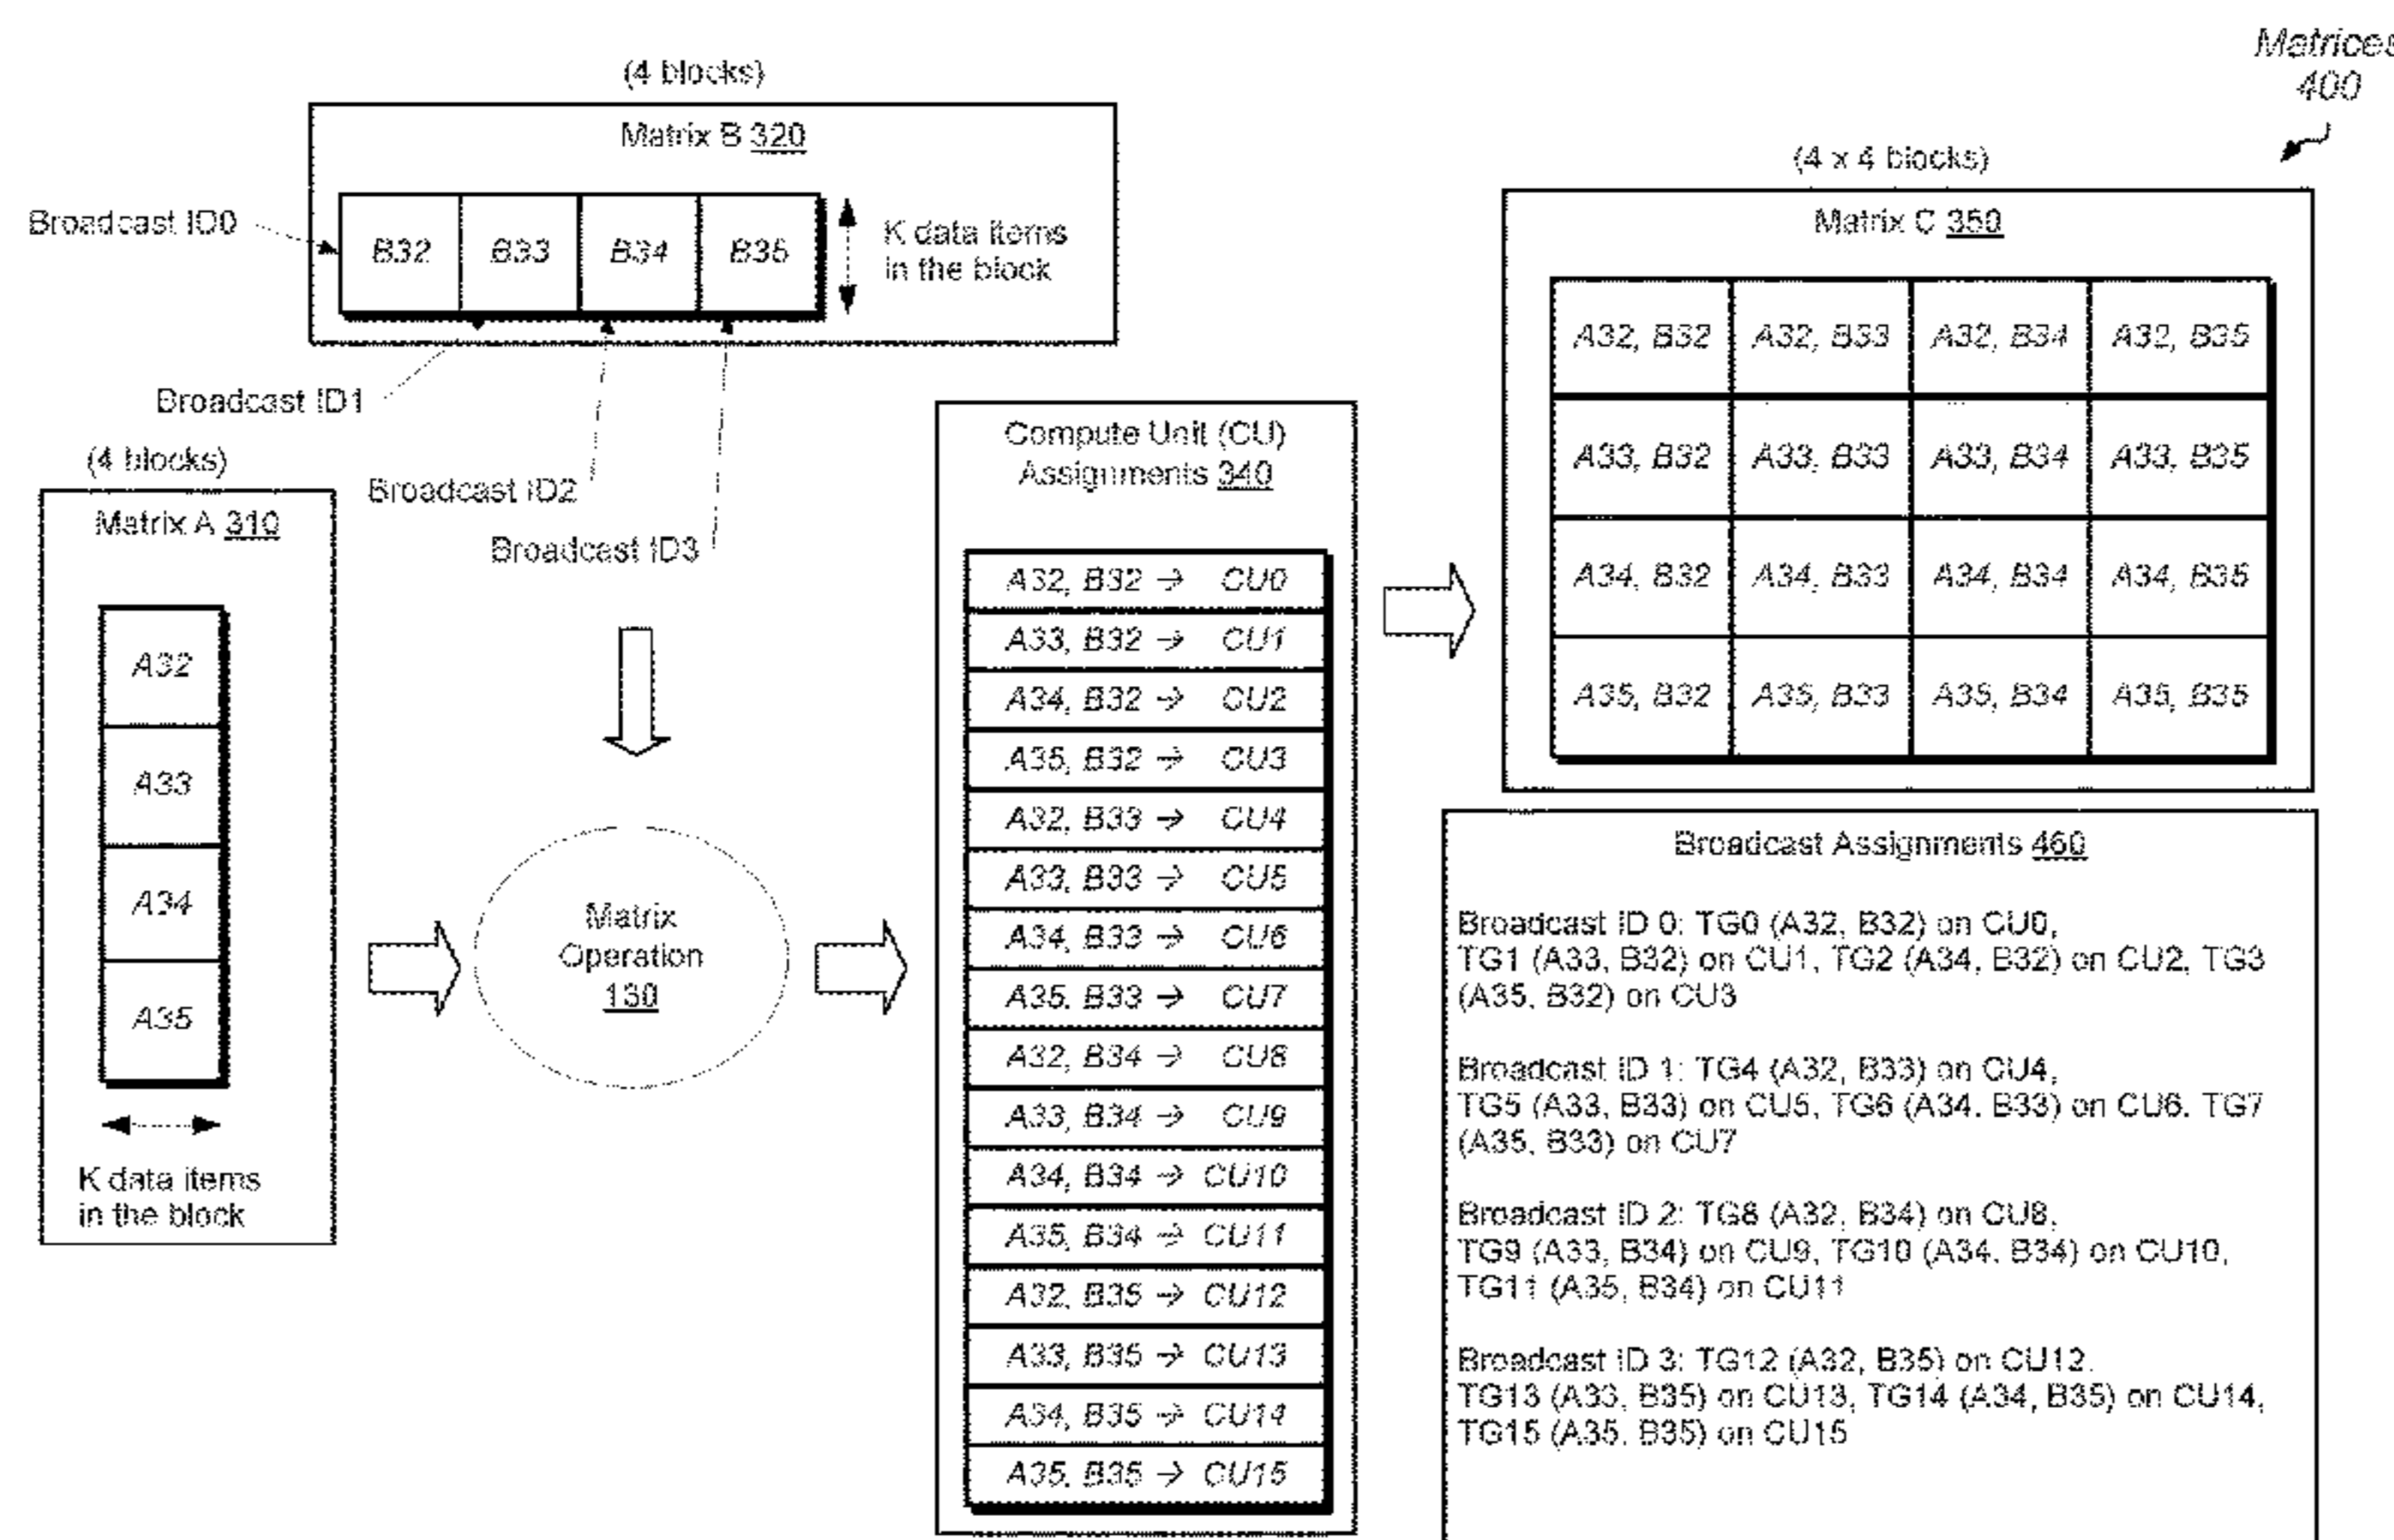 Matrices
400
(4 blocks)
Matrix B 320
Broadcast ID0
B32 B33 B34 B35
K data items
in the block
Broadcast ID1
Broadcast ID2
Broadcast ID3
(4 blocks)
Matrix A 310
A32
A33
A34
A35
K data items
in the block
Matrix
Operation
130
Compute Unit (CU)
Assignments 340
A32, B32 → CU0
A33, B32 → CU1
A34, B32 → CU2
A35, B32 → CU3
A32, B33 → CU4
A33, B33 → CU5
A34, B33 → CU6
A35, B33 → CU7
A32, B34 → CU8
A33, B34 → CU9
A34, B34 → CU10
A35, B34 → CU11
A32, B35 → CU12
A33, B35 → CU13
A34, B35 → CU14
A35, B35 → CU15
(4 x 4 blocks)
Matrix C 350
A32, B32 A32, B33 A32, B34 A32, B35
A33, B32 A33, B33 A33, B34 A33, B35
A34, B32 A34, B33 A34, B34 A34, B35
A35, B32 A35, B33 A35, B34 A35, B35
Broadcast Assignments 460
Broadcast ID 0: TG0 (A32, B32) on CU0,
TG1 (A33, B32) on CU1, TG2 (A34, B32) on CU2, TG3
(A35, B32) on CU3
Broadcast ID 1: TG4 (A32, B33) on CU4,
TG5 (A33, B33) on CU5, TG6 (A34, B33) on CU6, TG7
(A35, B33) on CU7
Broadcast ID 2: TG8 (A32, B34) on CU8,
TG9 (A33, B34) on CU9, TG10 (A34, B34) on CU10,
TG11 (A35, B34) on CU11
Broadcast ID 3: TG12 (A32, B35) on CU12,
TG13 (A33, B35) on CU13, TG14 (A34, B35) on CU14,
TG15 (A35, B35) on CU15